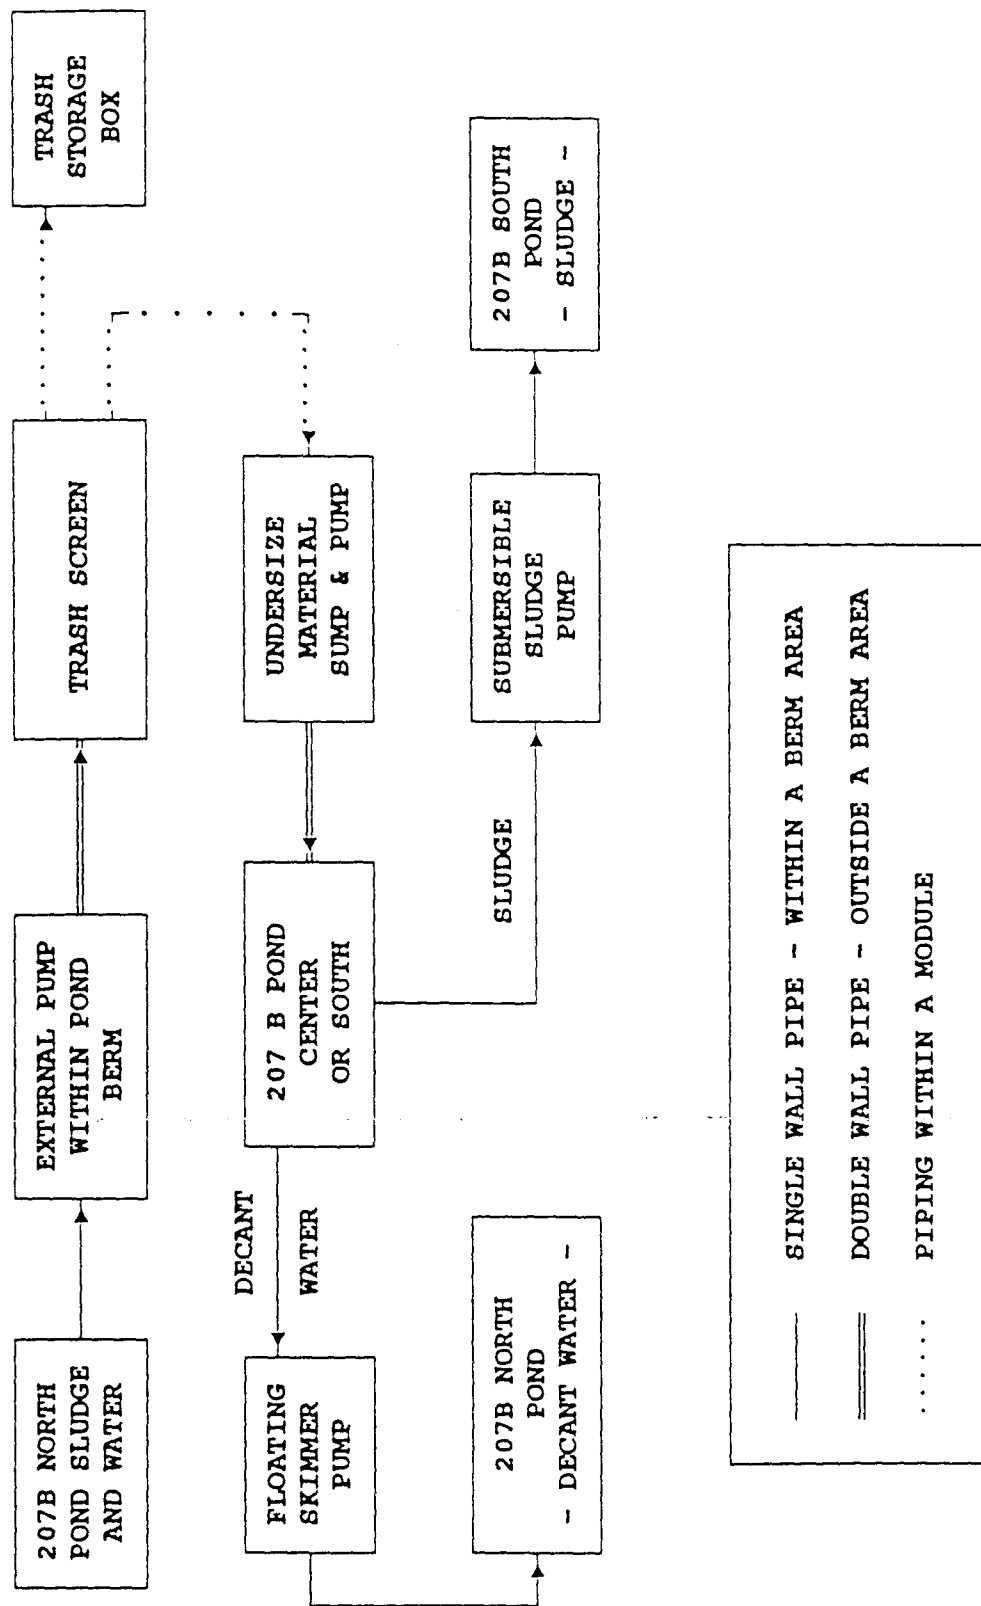 207B NORTH
POND SLUDGE
AND WATER
EXTERNAL PUMP
WITHIN POND
BERM
TRASH SCREEN
TRASH
STORAGE
BOX
FLOATING
SKIMMER
PUMP
DECANT
WATER
207 B POND
CENTER
OR SOUTH
UNDERSIZE
MATERIAL
SUMP & PUMP
207B NORTH
POND
- DECANT WATER -
SLUDGE
SUBMERSIBLE
SLUDGE
PUMP
207B SOUTH
POND
- SLUDGE -
SINGLE WALL PIPE - WITHIN A BERM AREA
DOUBLE WALL PIPE - OUTSIDE A BERM AREA
PIPING WITHIN A MODULE